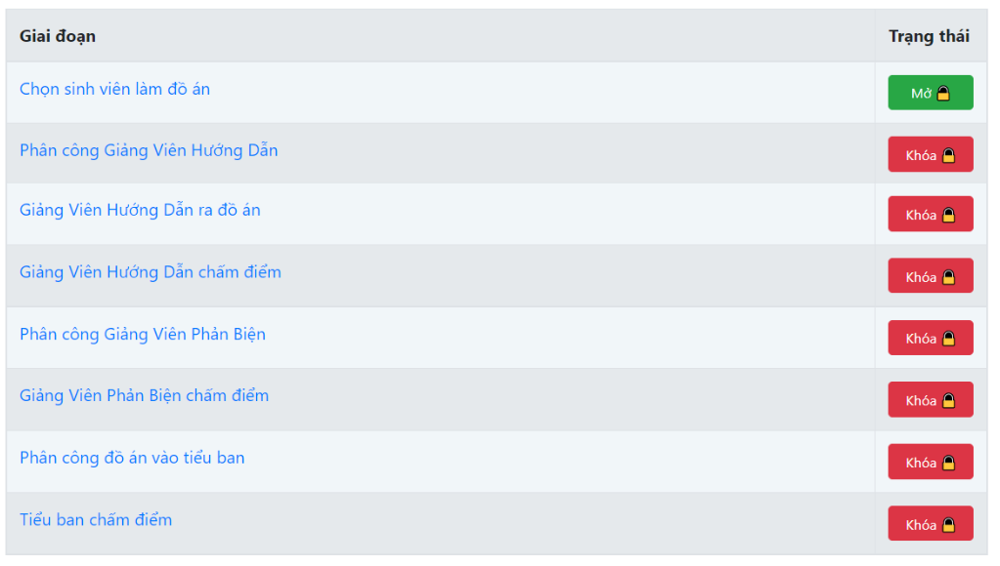 Giai đoạn Trạng thái
Chọn sinh viên làm đồ án Mở
Phân công Giảng Viên Hướng Dẫn Khóa
Giảng Viên Hướng Dẫn ra đồ án Khóa
Giảng Viên Hướng Dẫn chấm điểm Khóa
Phân công Giảng Viên Phản Biện Khóa
Giảng Viên Phản Biện chấm điểm Khóa
Phân công đồ án vào tiểu ban Khóa
Tiểu ban chấm điểm Khóa